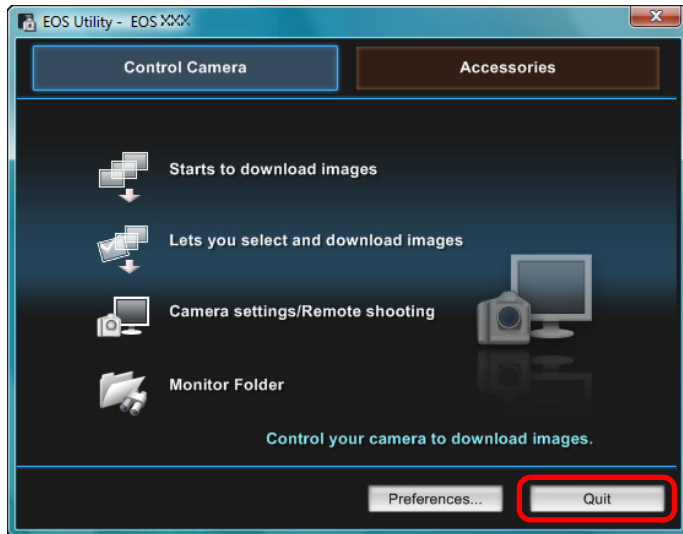 EOS Utility - EOS XXX
Control Camera
Accessories
Starts to download images
Lets you select and download images
Camera settings/Remote shooting
Monitor Folder
Control your camera to download images.
Preferences...
Quit